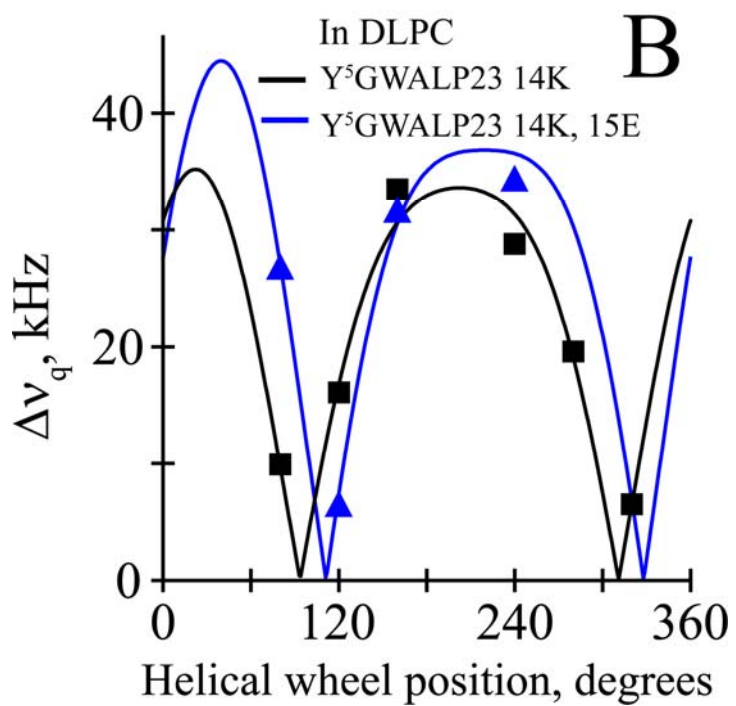 B
In DLPC
Y⁵GWALP23 14K
Y⁵GWALP23 14K, 15E
40
20
0
Δν_q, kHz
0 120 240 360
Helical wheel position, degrees